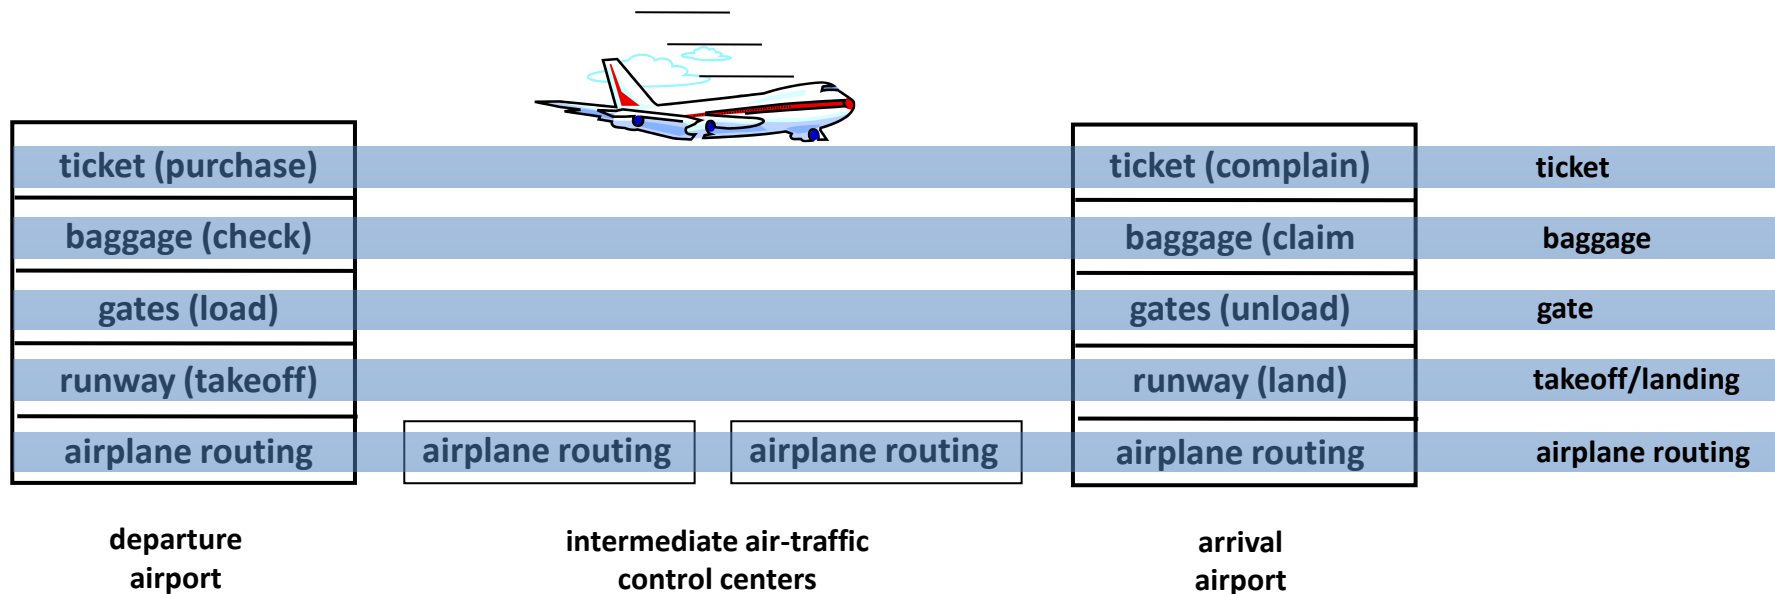 ticket (purchase) ticket (complain) ticket
baggage (check) baggage (claim baggage
gates (load) gates (unload) gate
runway (takeoff) runway (land) takeoff/landing
airplane routing airplane routing airplane routing airplane routing airplane routing
departure intermediate air-traffic arrival
airport control centers airport